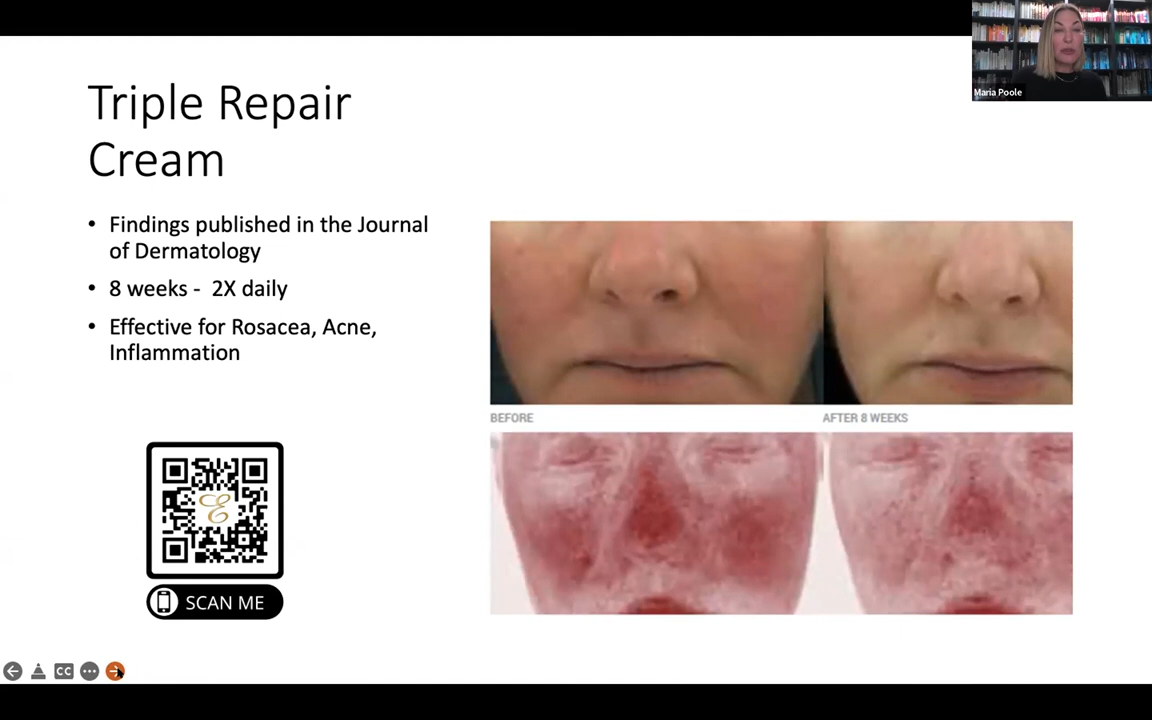 Maria Poole
Triple Repair
Cream
• Findings published in the Journal
of Dermatology
• 8 weeks - 2X daily
• Effective for Rosacea, Acne,
Inflammation
BEFORE
AFTER 8 WEEKS
E
SCAN ME
CC